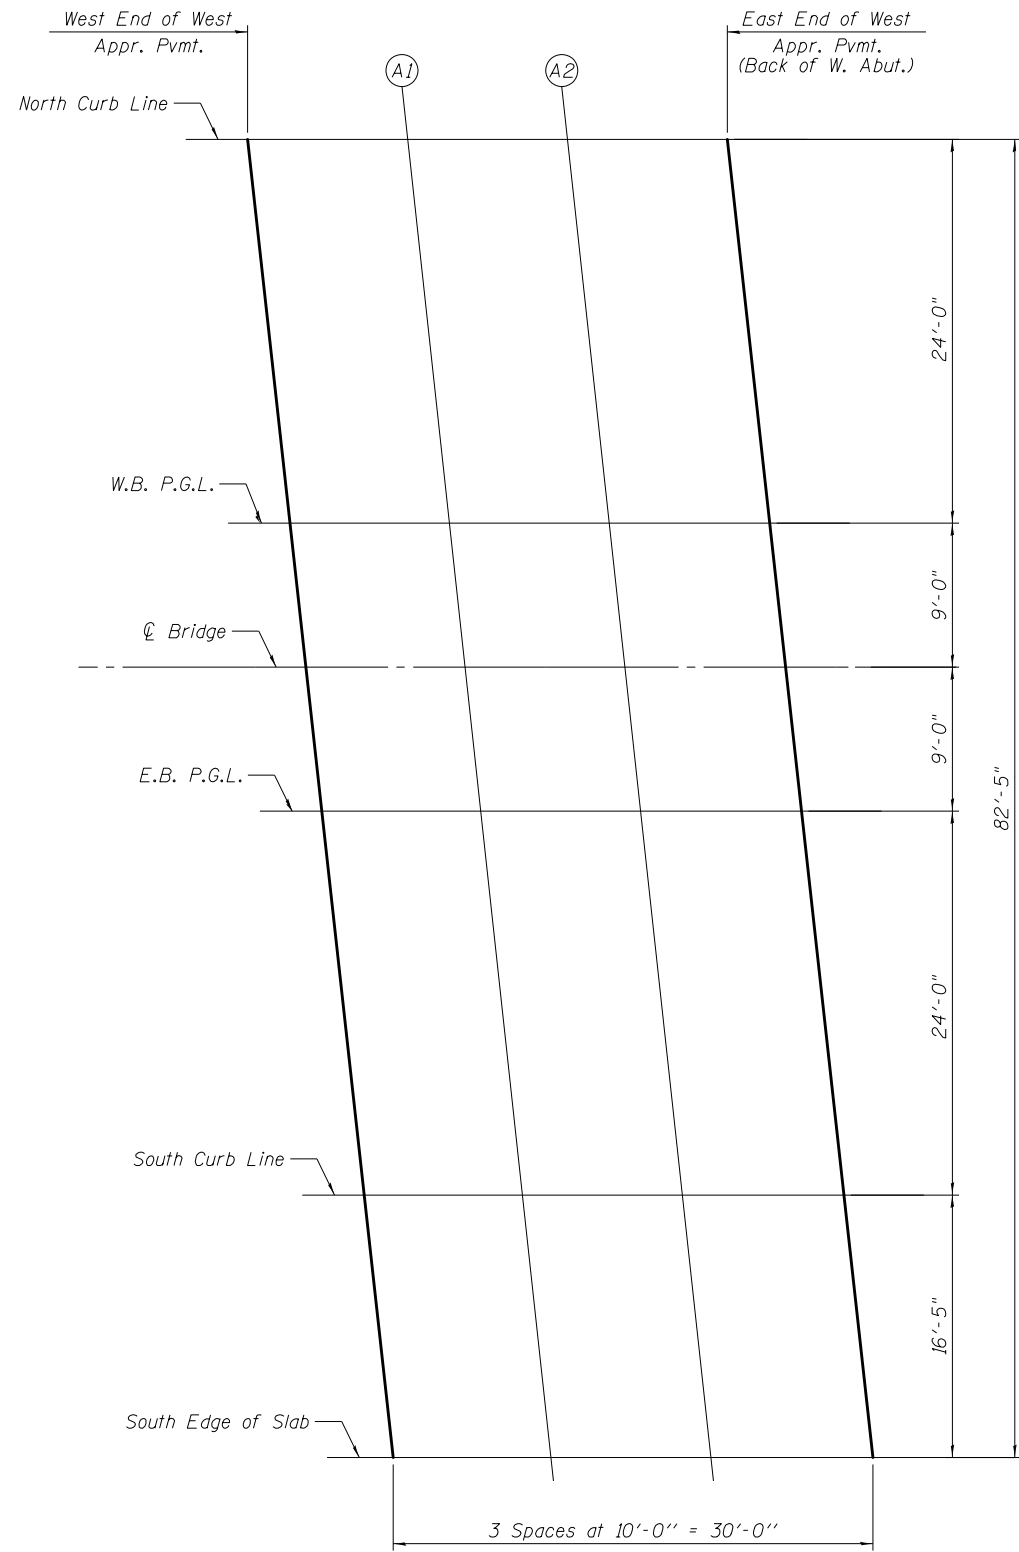 West End of West
Appr. Pvmt.
East End of West
Appr. Pvmt.
(Back of W. Abut.)
A1
A2
North Curb Line
24'-0"
W.B. P.G.L.
9'-0"
℄ Bridge
9'-0"
E.B. P.G.L.
82'-5"
24'-0"
South Curb Line
16'-5"
South Edge of Slab
3 Spaces at 10'-0" = 30'-0"